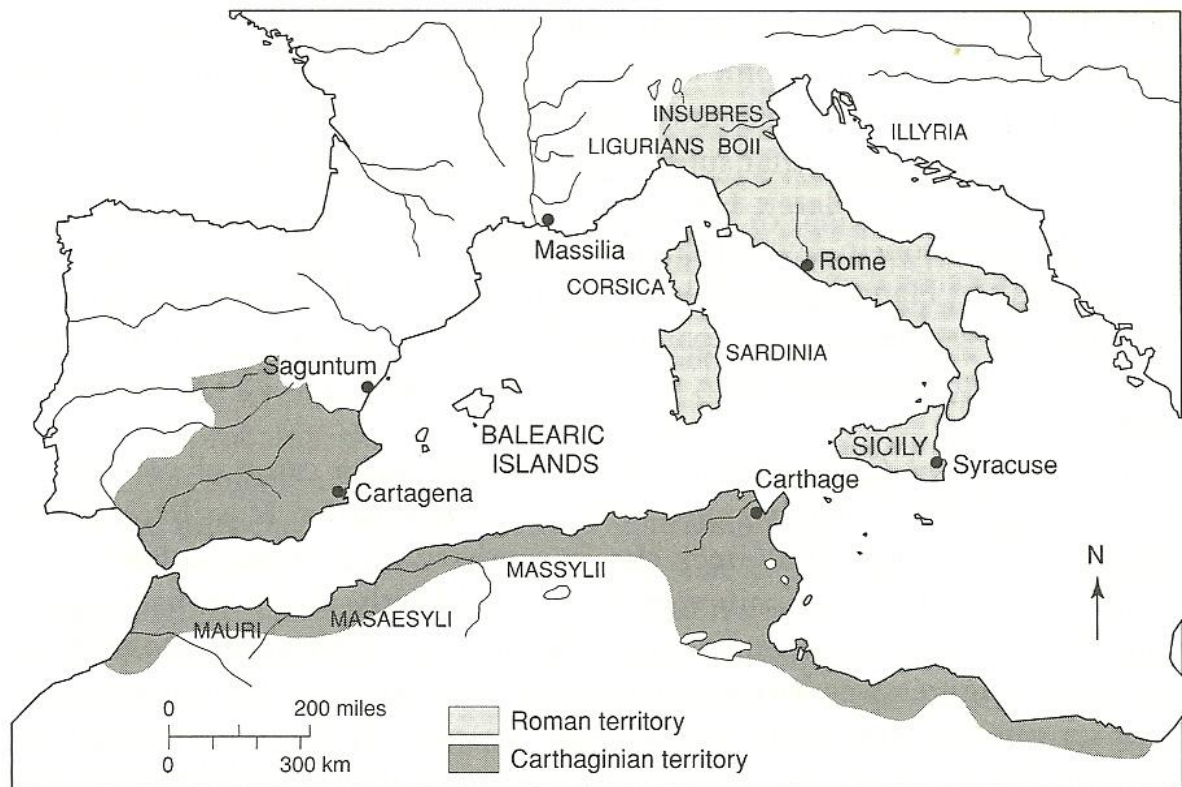 INSUBRES
ILLYRIA
LIGURIANS BOII
Massilia
Rome
CORSICA
SARDINIA
Saguntum
BALEARIC
ISLANDS
SICILY
Syracuse
Carthage
Cartagena
N
MASSYLII
MASAESYLI
MAURI
0 200 miles
0 300 km
Roman territory
Carthaginian territory